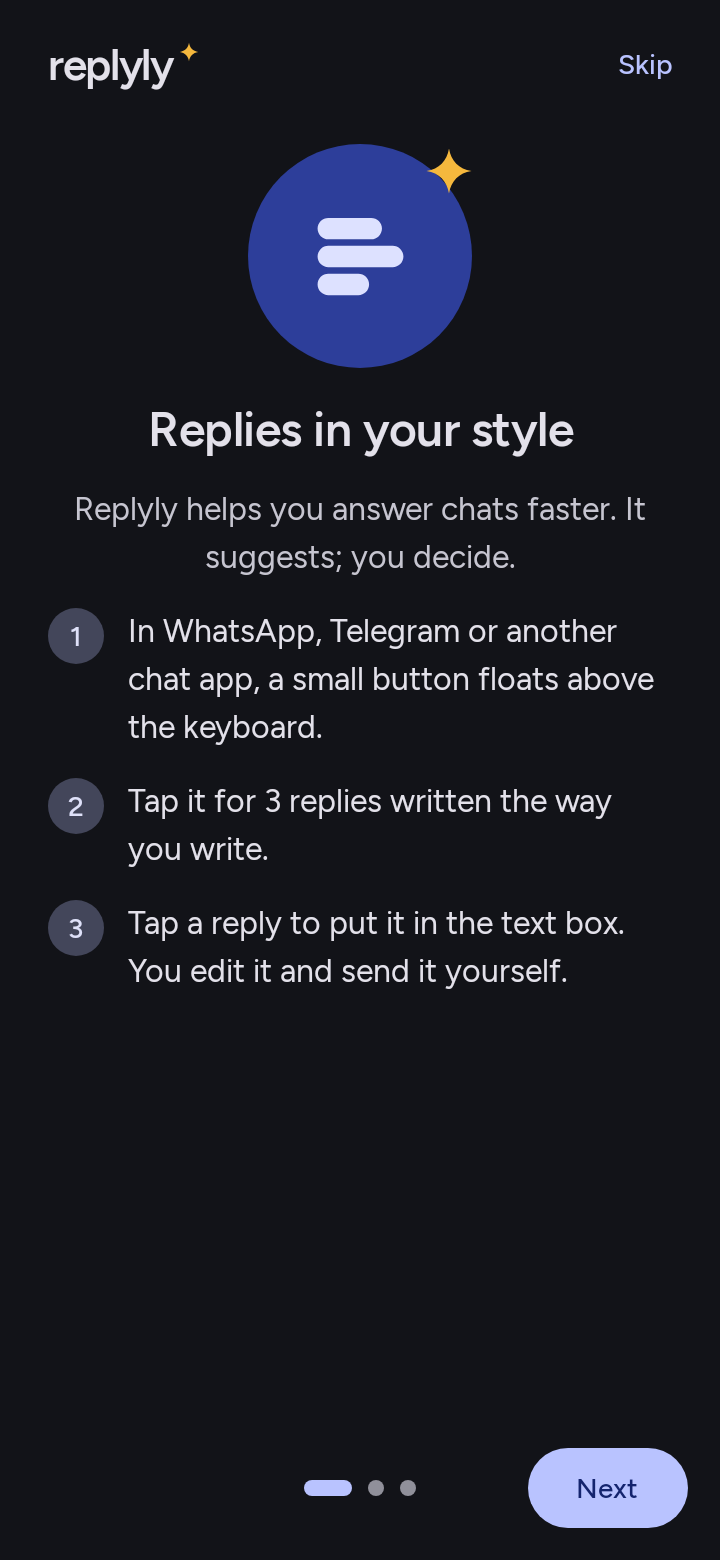 replyly
Skip
Replies in your style
Replyly helps you answer chats faster. It
suggests; you decide.
1
In WhatsApp, Telegram or another
chat app, a small button floats above
the keyboard.
2
Tap it for 3 replies written the way
you write.
3
Tap a reply to put it in the text box.
You edit it and send it yourself.
Next